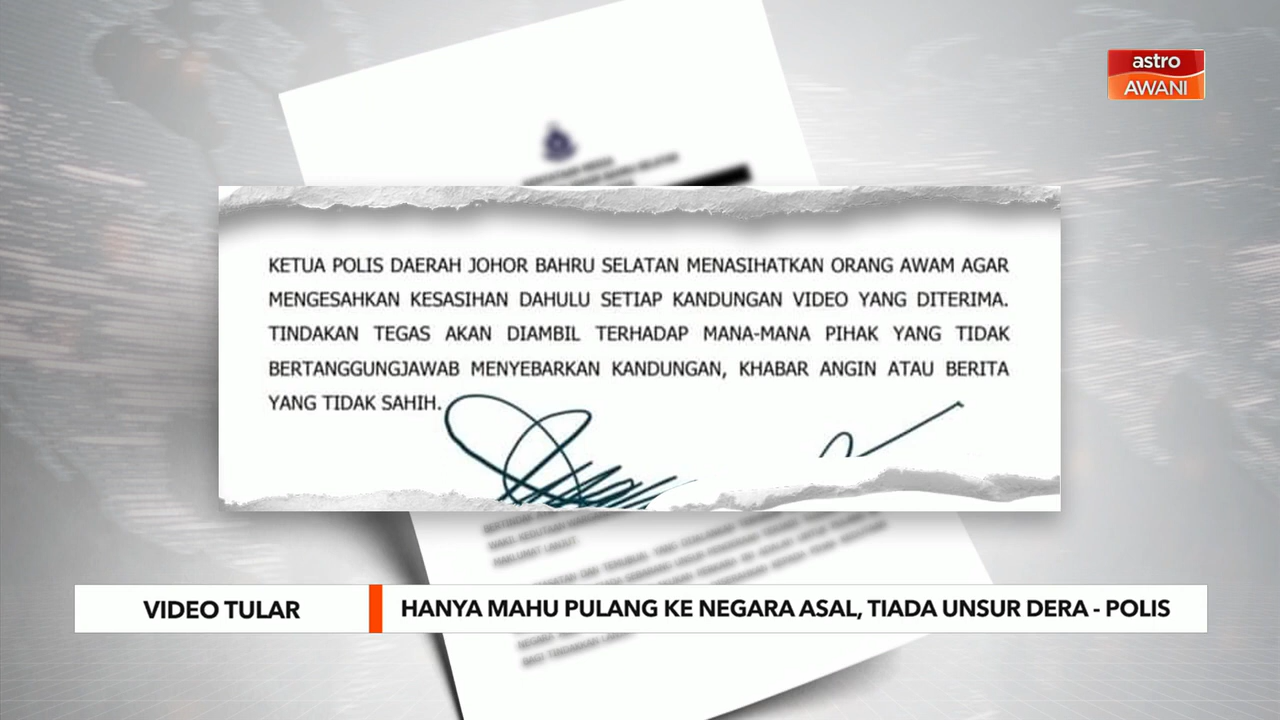 astro
AWANI
KETUA POLIS DAERAH JOHOR BAHRU SELATAN MENASIHATKAN ORANG AWAM AGAR
MENGESAHKAN KESASIHAN DAHULU SETIAP KANDUNGAN VIDEO YANG DITERIMA.
TINDAKAN TEGAS AKAN DIAMBIL TERHADAP MANA-MANA PIHAK YANG TIDAK
BERTANGGUNGJAWAB MENYEBARKAN KANDUNGAN, KHABAR ANGIN ATAU BERITA
YANG TIDAK SAHIH.
VIDEO TULAR
HANYA MAHU PULANG KE NEGARA ASAL, TIADA UNSUR DERA - POLIS